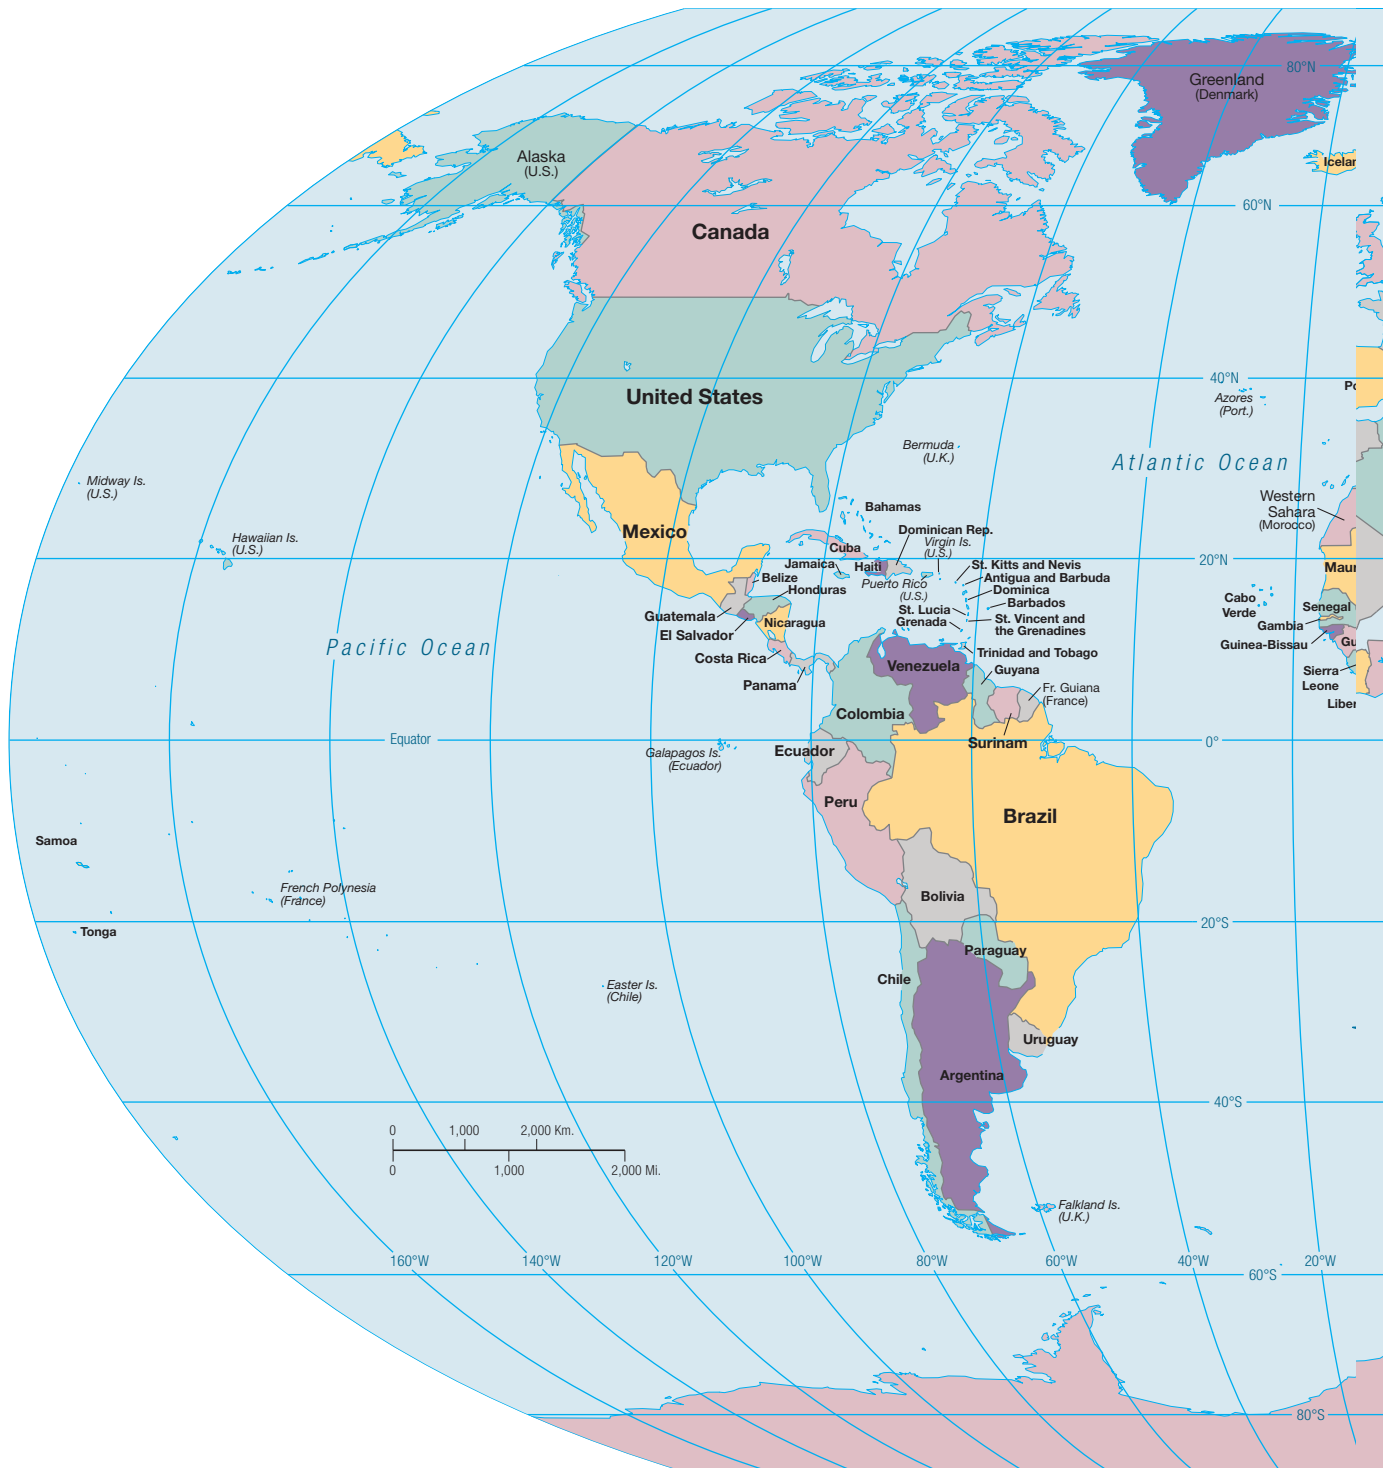 80°N
Greenland
(Denmark)
Alaska
(U.S.)
Icelar
60°N
Canada
40°N
Po
United States
Azores
(Port.)
Bermuda
(U.K.)
Atlantic Ocean
Midway Is.
(U.S.)
Western
Sahara
(Morocco)
Bahamas
Mexico
Dominican Rep.
Hawaiian Is.
(U.S.)
Virgin Is.
(U.S.)
Cuba
20°N
Jamaica
Haiti
St. Kitts and Nevis
Maur
Belize
Puerto Rico
(U.S.)
Antigua and Barbuda
Honduras
Dominica
Cabo
Verde
Barbados
Senegal
St. Lucia
Guatemala
Nicaragua
Grenada
St. Vincent and
the Grenadines
Gambia
El Salvador
Guinea-Bissau
Gu
Pacific Ocean
Costa Rica
Trinidad and Tobago
Venezuela
Guyana
Sierra
Leone
Panama
Fr. Guiana
(France)
Liber
Colombia
Equator
Surinam
0°
Galapagos Is.
(Ecuador)
Ecuador
Peru
Brazil
Samoa
French Polynesia
(France)
Bolivia
20°S
Tonga
Paraguay
Chile
Easter Is.
(Chile)
Uruguay
Argentina
40°S
0 1,000 2,000 Km.
0 1,000 2,000 Mi.
Falkland Is.
(U.K.)
160°W 140°W 120°W 100°W 80°W 60°W 40°W 20°W
60°S
80°S